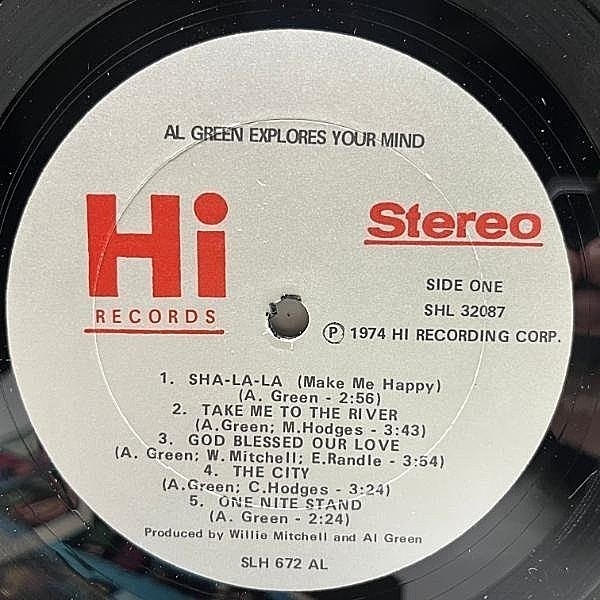 AL GREEN EXPLORES YOUR MIND
Hi
RECORDS
Stereo
SIDE ONE
SHL 32087
Ⓟ 1974 HI RECORDING CORP.
1. SHA-LA-LA (Make Me Happy)
(A. Green - 2:56)
2. TAKE ME TO THE RIVER
(A.Green; M.Hodges - 3:43)
3. GOD BLESSED OUR LOVE
(A. Green; W.Mitchell; E.Randle - 3:54)
4. THE CITY
(A.Green; C.Hodges - 3:24)
5. ONE NITE STAND
(A. Green - 2:24)
Produced by Willie Mitchell and Al Green
SLH 672 AL